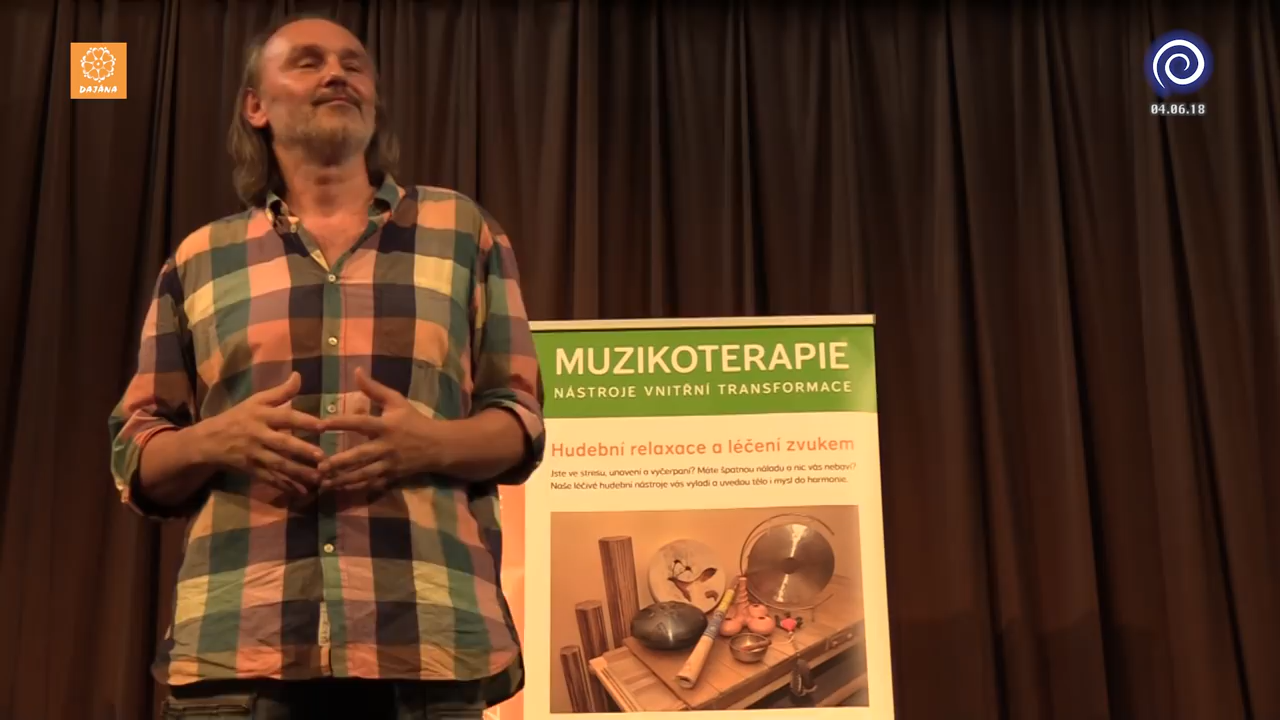 DAJÁNA
04.06.18
MUZIKOTERAPIE
NÁSTROJE VNITŘNÍ TRANSFORMACE
Hudební relaxace a léčení zvukem
Jste ve stresu, unavení a vyčerpaní? Máte špatnou náladu a nic vás nebaví?
Naše léčivé hudební nástroje vás vyladí a uvedou tělo i mysl do harmonie.